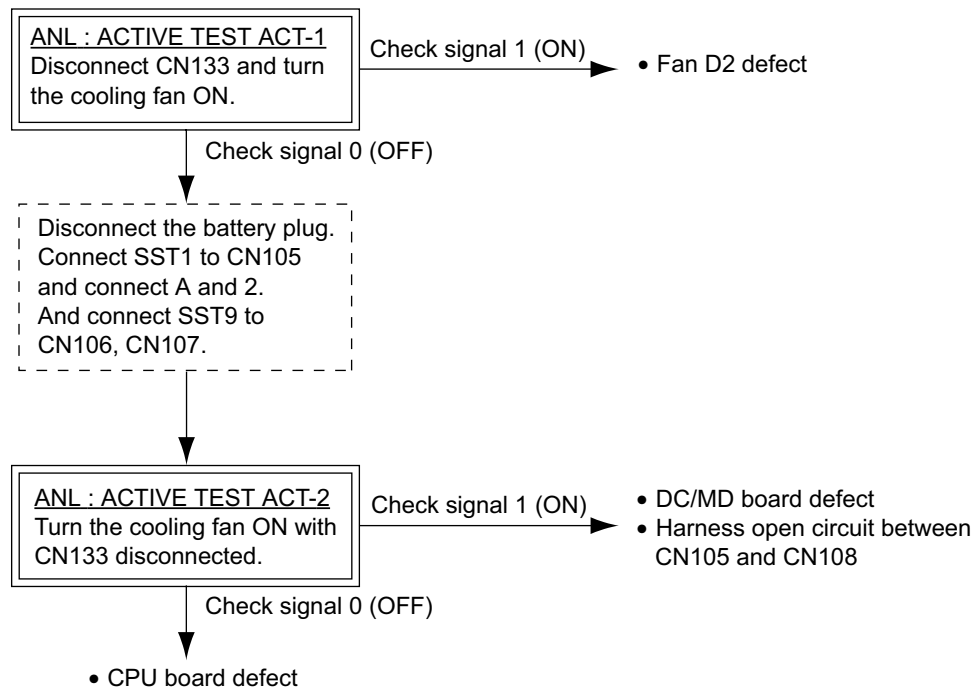 ANL : ACTIVE TEST ACT-1
Disconnect CN133 and turn
the cooling fan ON.
Check signal 1 (ON)
• Fan D2 defect
Check signal 0 (OFF)
Disconnect the battery plug.
Connect SST1 to CN105
and connect A and 2.
And connect SST9 to
CN106, CN107.
ANL : ACTIVE TEST ACT-2
Turn the cooling fan ON with
CN133 disconnected.
Check signal 1 (ON)
• DC/MD board defect
• Harness open circuit between
CN105 and CN108
Check signal 0 (OFF)
• CPU board defect